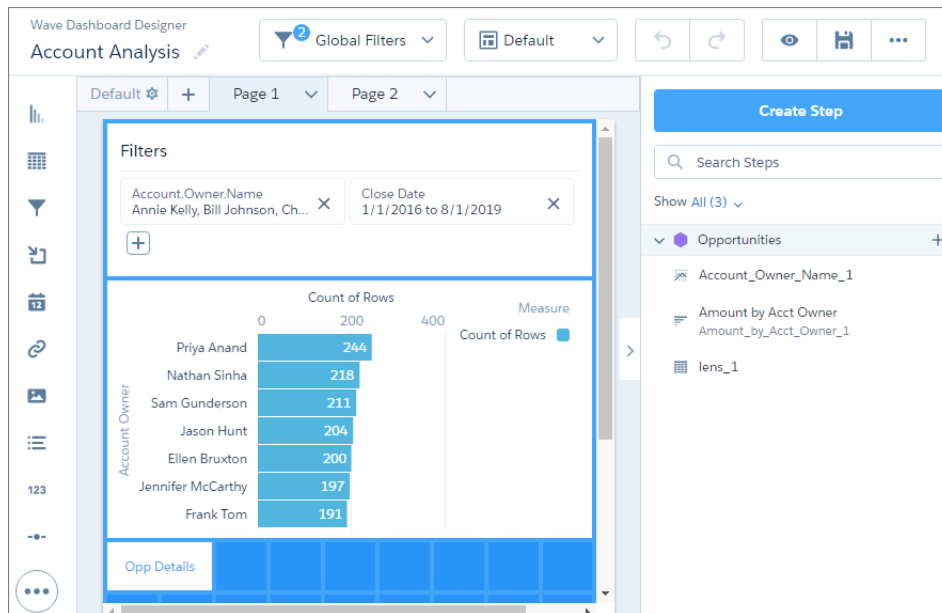 Wave Dashboard Designer
Account Analysis
2
Global Filters
Default
Default
+
Page 1
Page 2
Create Step
Search Steps
Show All (3)
Opportunities
Account_Owner_Name_1
Amount by Acct Owner
Amount_by_Acct_Owner_1
lens_1
12
123
Filters
Account.Owner.Name
Annie Kelly, Bill Johnson, Ch...
Close Date
1/1/2016 to 8/1/2019
Count of Rows
0 200 400
Measure
Count of Rows
Account Owner
Priya Anand 244
Nathan Sinha 218
Sam Gunderson 211
Jason Hunt 204
Ellen Bruxton 200
Jennifer McCarthy 197
Frank Tom 191
Opp Details